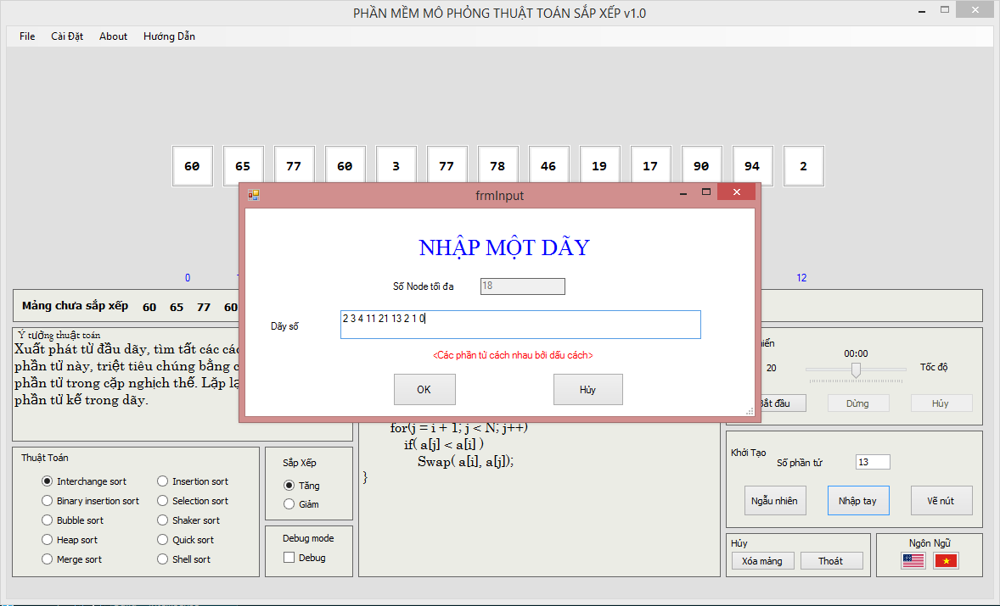 PHẦN MỀM MÔ PHỎNG THUẬT TOÁN SẮP XẾP v1.0
File Cài Đặt About Hướng Dẫn
60 65 77 60 3 77 78 46 19 17 90 94 2
frmInput
NHẬP MỘT DÃY
Số Node tối đa 18
Dãy số 2 3 4 11 21 13 2 1 0
<Các phần tử cách nhau bởi dấu cách>
OK Hủy
0 12
Mảng chưa sắp xếp 60 65 77 60
Ý tưởng thuật toán
Xuất phát từ đầu dãy, tìm tất các
phần tử này, triệt tiêu chúng bằng
phần tử trong cặp nghịch thế. Lặp
phần tử kế trong dãy.
for(j = i + 1; j < N; j++)
if( a[j] < a[i] )
Swap( a[i], a[j]);
}
00:00
20 Tốc độ
Bắt đầu Dừng Hủy
Thuật Toán
Interchange sort Insertion sort
Binary insertion sort Selection sort
Bubble sort Shaker sort
Heap sort Quick sort
Merge sort Shell sort
Sắp Xếp
Tăng
Giảm
Debug mode
Debug
Khởi Tạo
Số phần tử 13
Ngẫu nhiên Nhập tay Vẽ nút
Hủy
Xóa mảng Thoát
Ngôn Ngữ